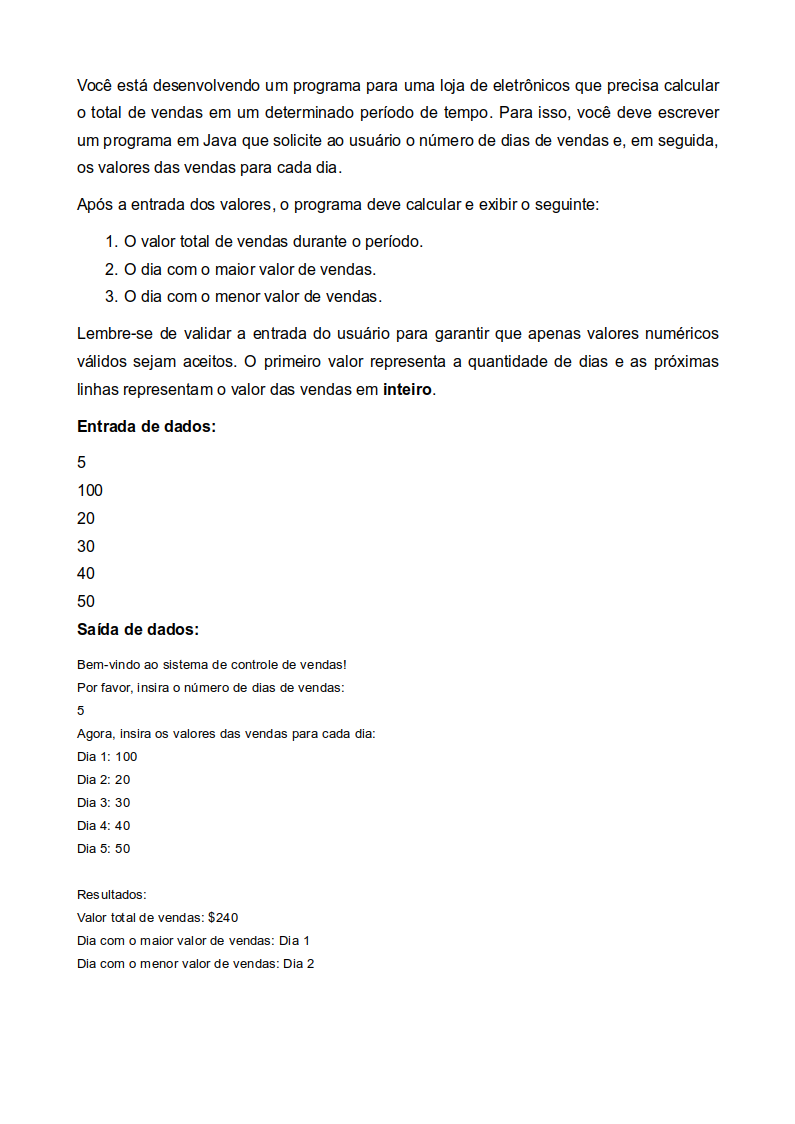 Você está desenvolvendo um programa para uma loja de eletrônicos que precisa calcular
o total de vendas em um determinado período de tempo. Para isso, você deve escrever
um programa em Java que solicite ao usuário o número de dias de vendas e, em seguida,
os valores das vendas para cada dia.
Após a entrada dos valores, o programa deve calcular e exibir o seguinte:
1. O valor total de vendas durante o período.
2. O dia com o maior valor de vendas.
3. O dia com o menor valor de vendas.
Lembre-se de validar a entrada do usuário para garantir que apenas valores numéricos
válidos sejam aceitos. O primeiro valor representa a quantidade de dias e as próximas
linhas representam o valor das vendas em inteiro.
Entrada de dados:
5
100
20
30
40
50
Saída de dados:
Bem-vindo ao sistema de controle de vendas!
Por favor, insira o número de dias de vendas:
5
Agora, insira os valores das vendas para cada dia:
Dia 1: 100
Dia 2: 20
Dia 3: 30
Dia 4: 40
Dia 5: 50
Resultados:
Valor total de vendas: $240
Dia com o maior valor de vendas: Dia 1
Dia com o menor valor de vendas: Dia 2